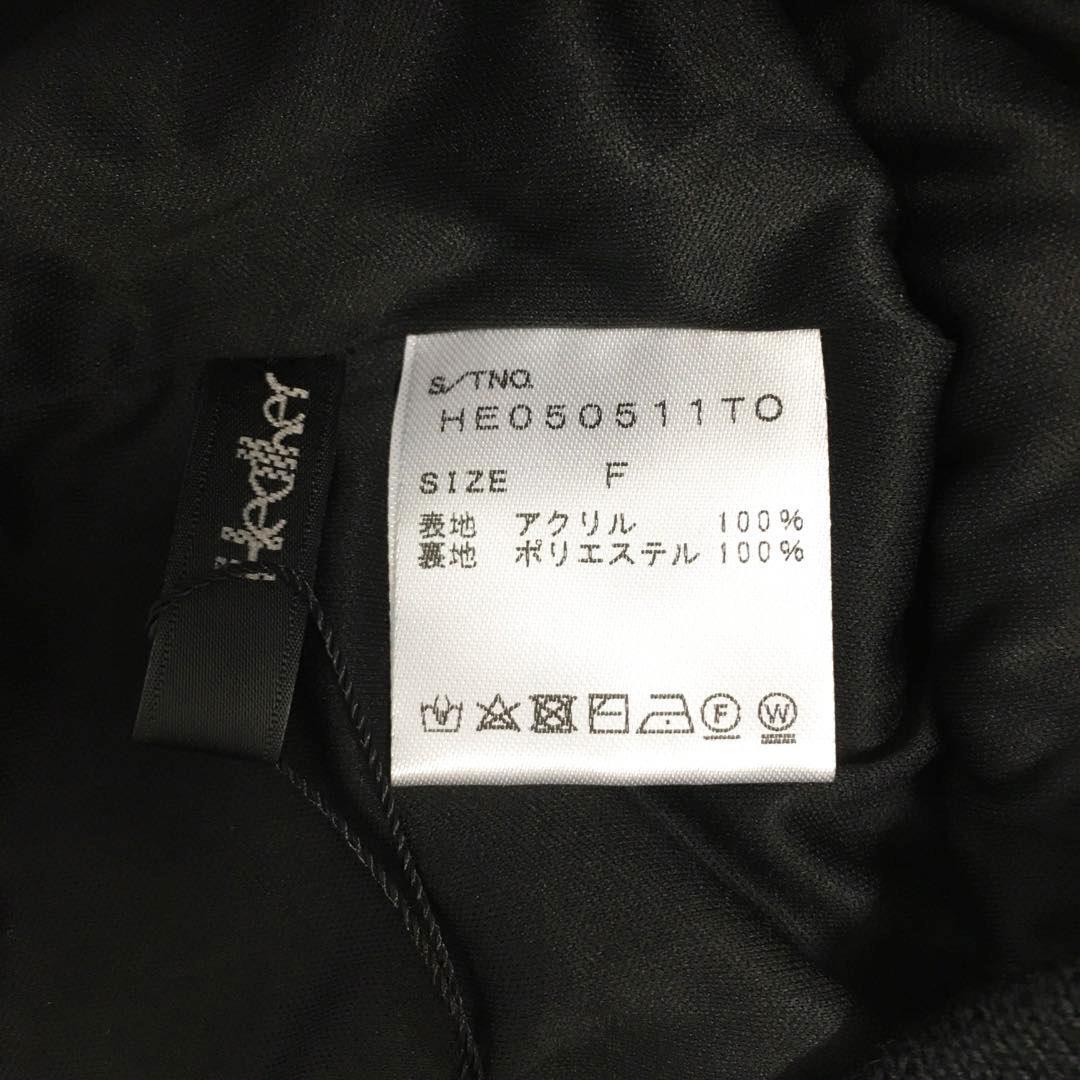 Heather
S/TNO.
HE050511TO
SIZE F
表地 アクリル 100%
裏地 ポリエステル 100%
F
W